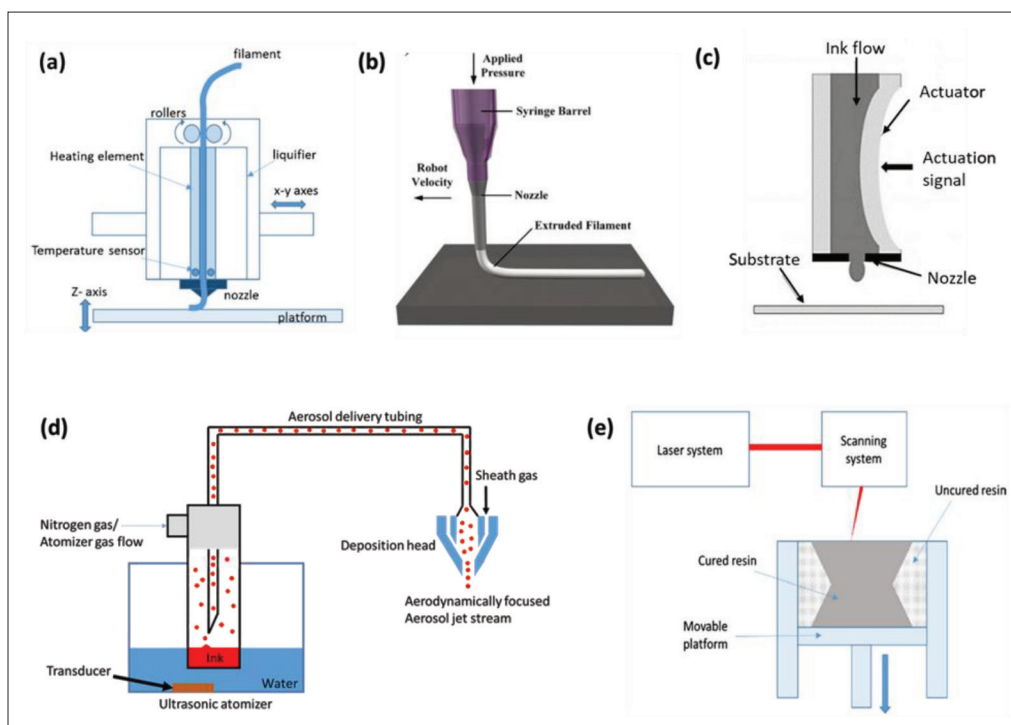 (a)
filament
rollers
Heating element
liquifier
x-y axes
Temperature sensor
Z- axis
nozzle
platform
(b)
Applied
Pressure
Syringe Barrel
Robot
Velocity
Nozzle
Extruded Filament
(c)
Ink flow
Actuator
Actuation
signal
Substrate
Nozzle
(d)
Aerosol delivery tubing
Sheath gas
Nitrogen gas/
Atomizer gas flow
Deposition head
Aerodynamically focused
Aerosol jet stream
Ink
Transducer
Water
Ultrasonic atomizer
(e)
Laser system
Scanning
system
Uncured resin
Cured resin
Movable
platform